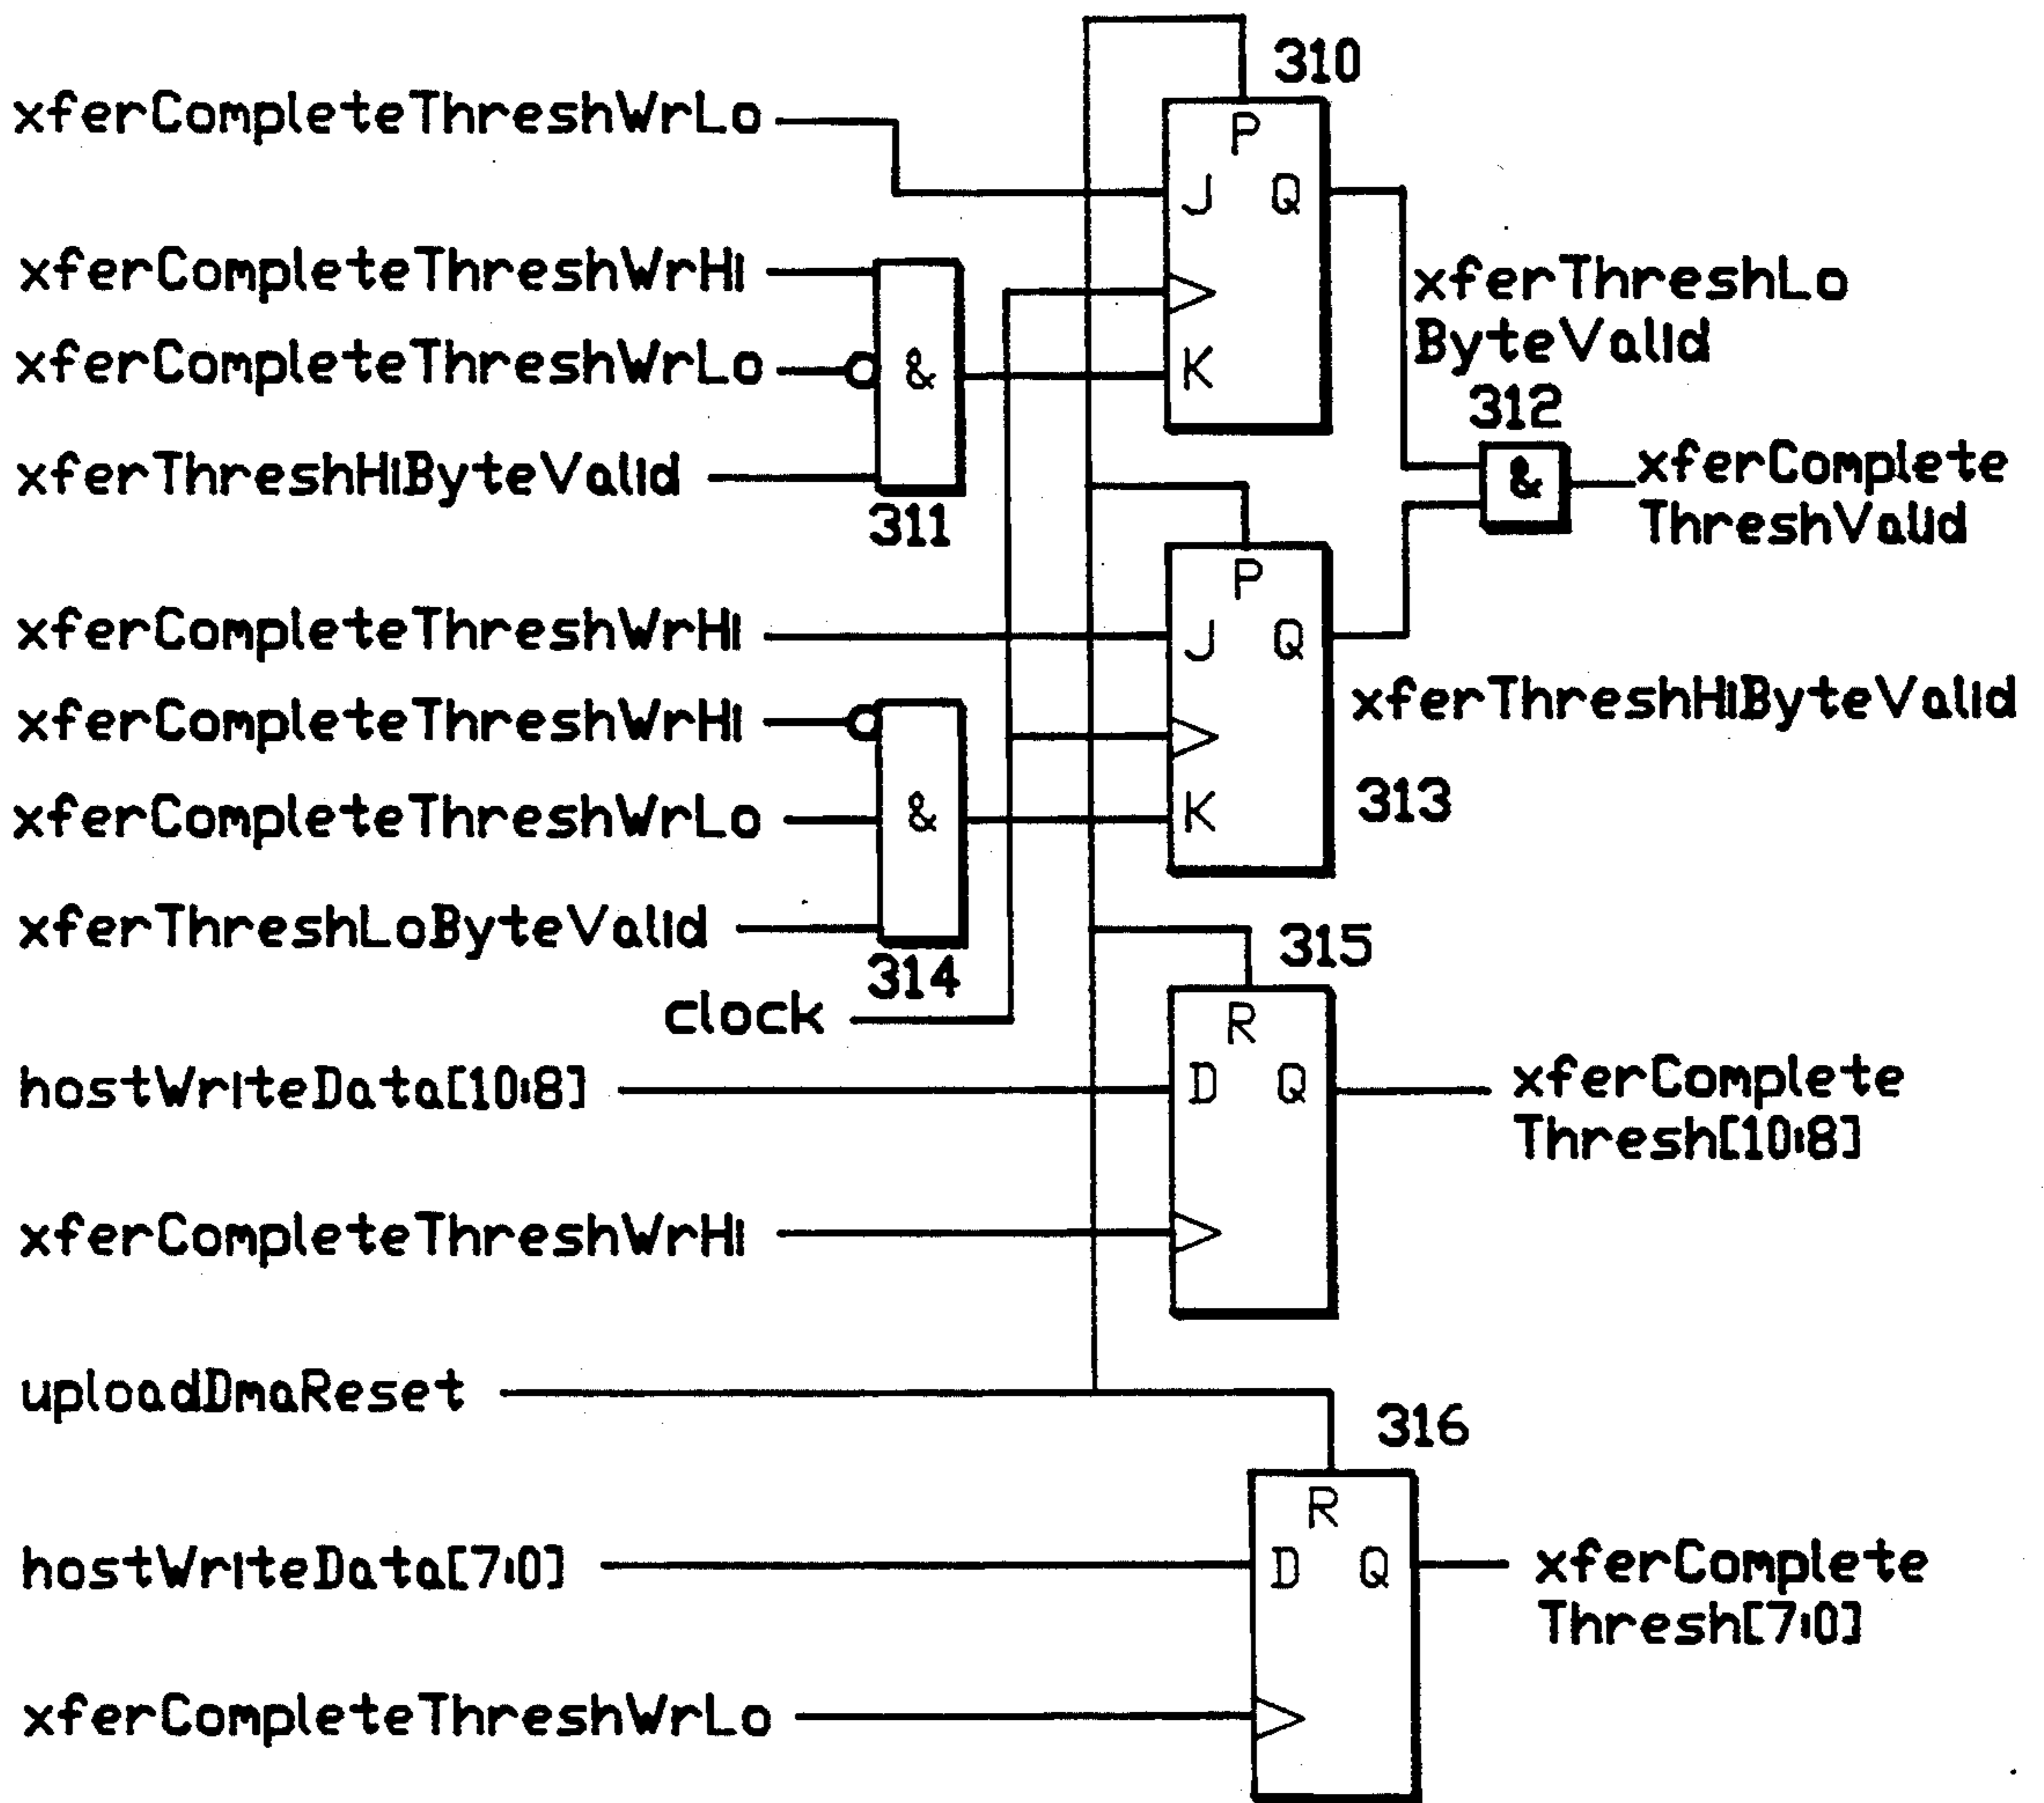 310
xferCompleteThreshWrLo
P
J Q
xferCompleteThreshWrHi
xferThreshLo
ByteValid
xferCompleteThreshWrLo
&
K
312
xferThreshHiByteValid
&
xferComplete
ThreshValid
311
P
xferCompleteThreshWrHi
J Q
xferCompleteThreshWrHi
xferThreshHiByteValid
xferCompleteThreshWrLo
&
K
313
xferThreshLoByteValid
315
314
clock
R
hostWriteData[10:8]
D Q
xferComplete
Thresh[10:8]
xferCompleteThreshWrHi
uploadDmaReset
316
R
hostWriteData[7:0]
D Q
xferComplete
Thresh[7:0]
xferCompleteThreshWrLo